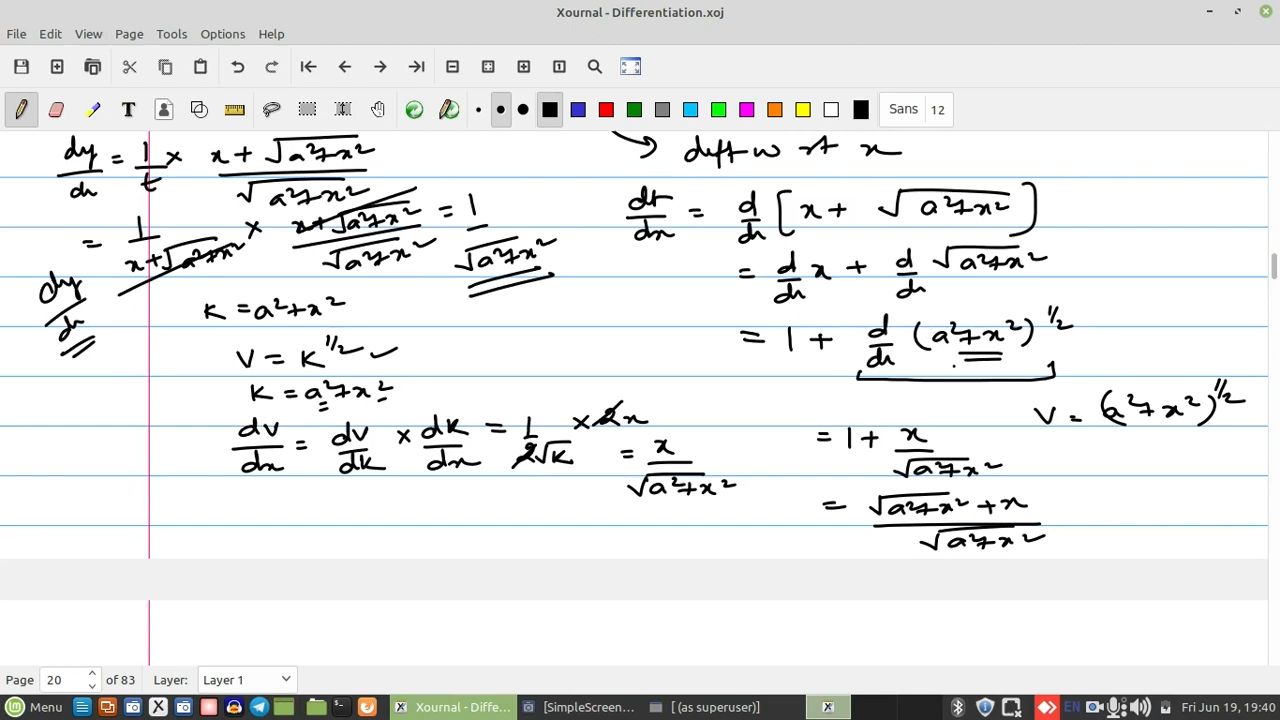 Xournal - Differentiation.xoj
File Edit View Page Tools Options Help
Sans 12
dy/dx = 1/t × x + √(a²+x²) / √(a²+x²)
= 1/(x+√(a²+x²)) × (x+√(a²+x²))/√(a²+x²) = 1/√(a²+x²)
dy/dx
K = a²+x²
V = K^1/2 ✓
K = a²+x²
dV/dx = dV/dK × dK/dx = 1/(2√K) × 2x
= x/√(a²+x²)
diff w rt x
dt/dx = d/dx [x + √(a²+x²)]
= d/dx x + d/dx √(a²+x²)
= 1 + d/dx (a²+x²)^1/2
V = (a²+x²)^1/2
= 1 + x/√(a²+x²)
= (√(a²+x²) + x)/√(a²+x²)
Page 20 of 83 Layer: Layer 1
Menu Xournal - Differe... [SimpleScreen... [ (as superuser)] EN Fri Jun 19, 19:40